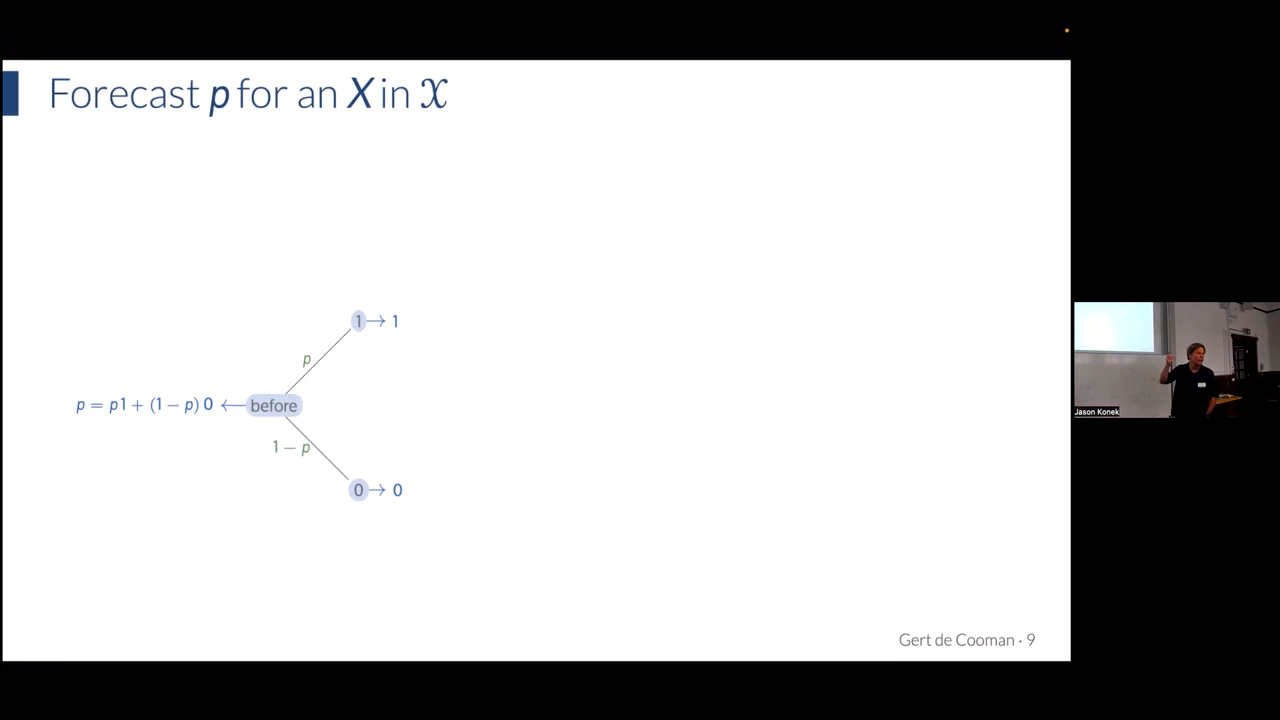 Forecast p for an X in 𝒳
1 → 1
p
p = p1 + (1 − p) 0 ← before
1 − p
0 → 0
Gert de Cooman · 9
Jason Konek